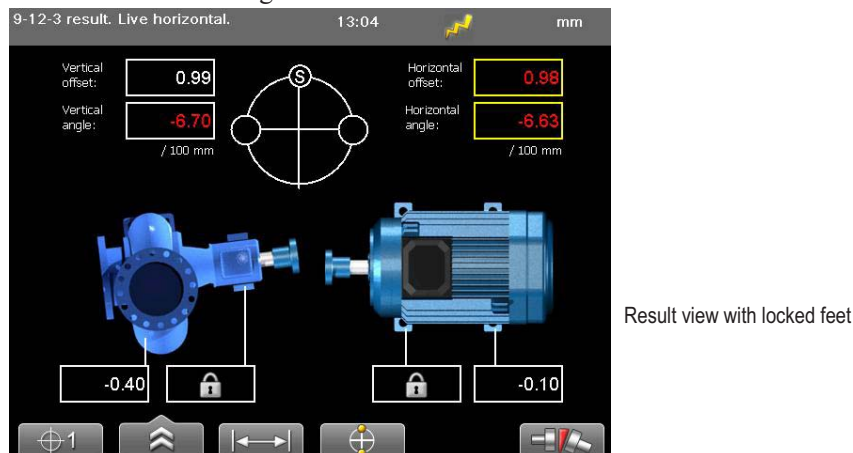 9-12-3 result. Live horizontal. 13:04 mm
Vertical offset: 0.99
Vertical angle: -6.70
/ 100 mm
S
Horizontal offset: 0.98
Horizontal angle: -6.63
/ 100 mm
Result view with locked feet
-0.40
-0.10
1